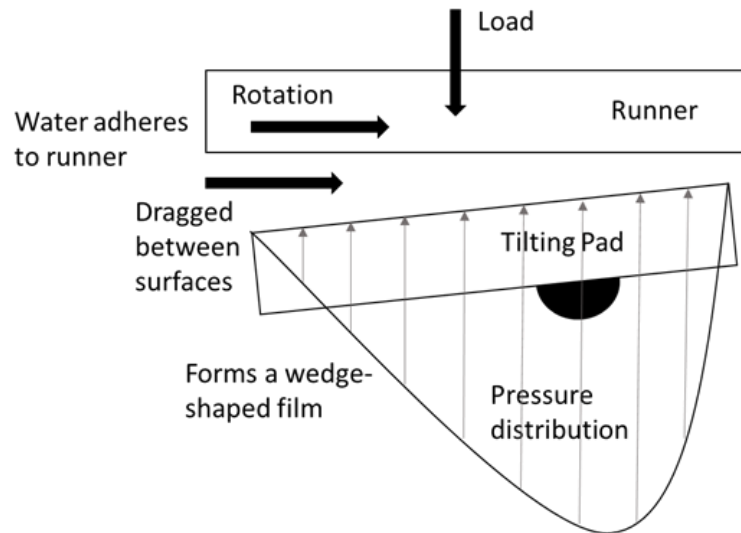 Load
Rotation
Runner
Water adheres
to runner
Dragged
between
surfaces
Tilting Pad
Forms a wedge-
shaped film
Pressure
distribution